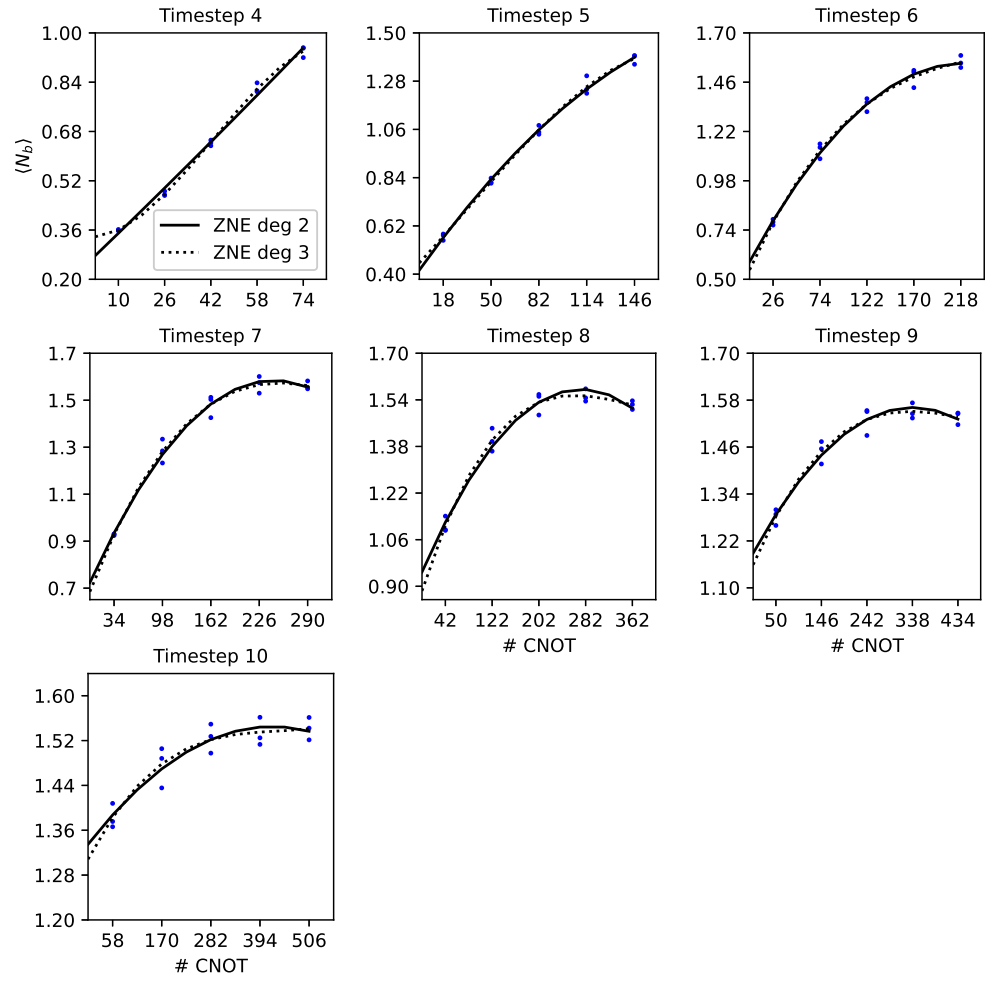 Timestep 4
1.00
0.84
0.68
0.52
0.36
0.20
⟨N_b⟩
ZNE deg 2
ZNE deg 3
10 26 42 58 74
Timestep 5
1.50
1.28
1.06
0.84
0.62
0.40
18 50 82 114 146
Timestep 6
1.70
1.46
1.22
0.98
0.74
0.50
26 74 122 170 218
Timestep 7
1.7
1.5
1.3
1.1
0.9
0.7
34 98 162 226 290
Timestep 8
1.70
1.54
1.38
1.22
1.06
0.90
42 122 202 282 362
# CNOT
Timestep 9
1.70
1.58
1.46
1.34
1.22
1.10
50 146 242 338 434
# CNOT
Timestep 10
1.60
1.52
1.44
1.36
1.28
1.20
58 170 282 394 506
# CNOT